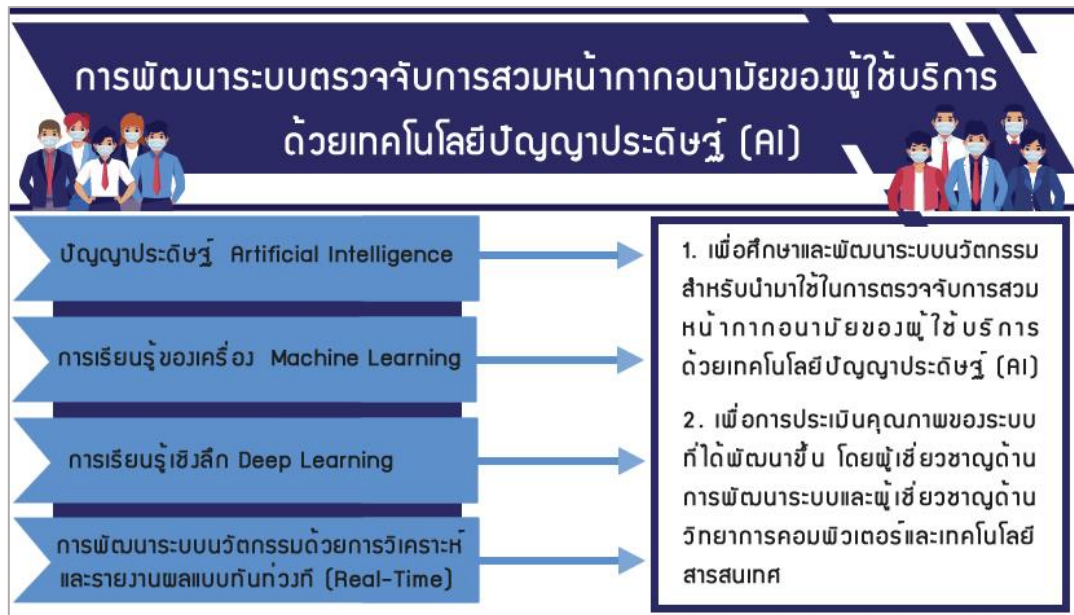 การพัฒนาระบบตรวจจับการสวมหน้ากากอนามัยของผู้ใช้บริการ
ด้วยเทคโนโลยีปัญญาประดิษฐ์ (AI)
ปัญญาประดิษฐ์ Artificial Intelligence
การเรียนรู้ของเครื่อง Machine Learning
การเรียนรู้เชิงลึก Deep Learning
การพัฒนาระบบนวัตกรรมด้วยการวิเคราะห์
และรายงานผลแบบทันท่วงที (Real-Time)
1. เพื่อศึกษาและพัฒนาระบบนวัตกรรม
สำหรับนำมาใช้ในการตรวจจับการสวม
หน้ากากอนามัยของผู้ใช้บริการ
ด้วยเทคโนโลยีปัญญาประดิษฐ์ (AI)
2. เพื่อการประเมินคุณภาพของระบบ
ที่ได้พัฒนาขึ้น โดยผู้เชี่ยวชาญด้าน
การพัฒนาระบบและผู้เชี่ยวชาญด้าน
วิทยาการคอมพิวเตอร์และเทคโนโลยี
สารสนเทศ